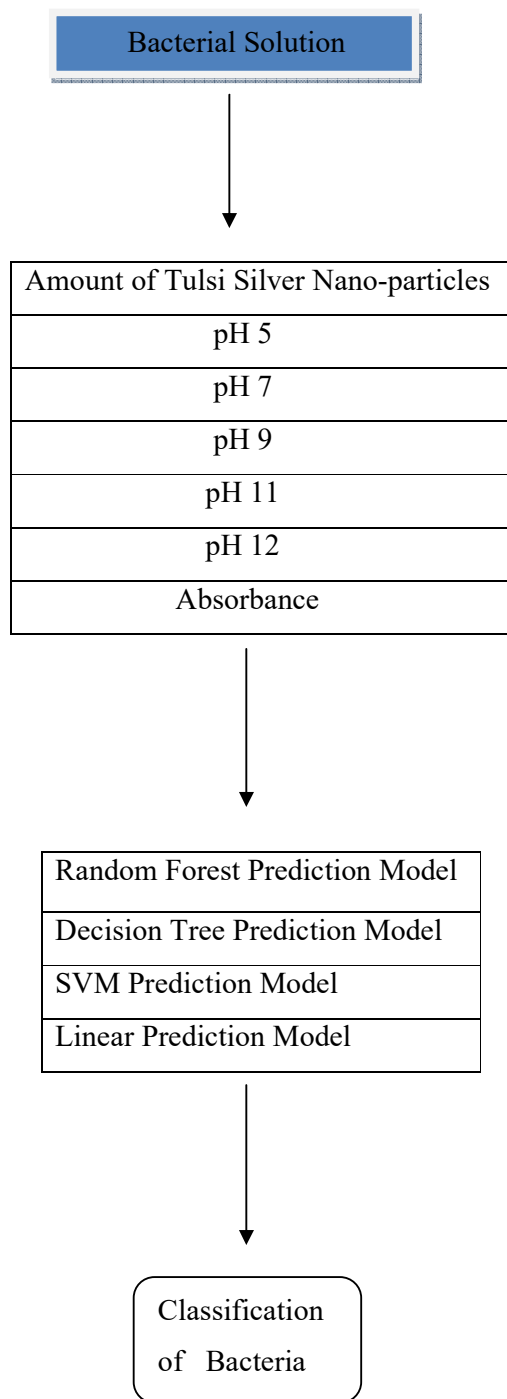 Bacterial Solution
Amount of Tulsi Silver Nano-particles
pH 5
pH 7
pH 9
pH 11
pH 12
Absorbance
Random Forest Prediction Model
Decision Tree Prediction Model
SVM Prediction Model
Linear Prediction Model
Classification
of Bacteria